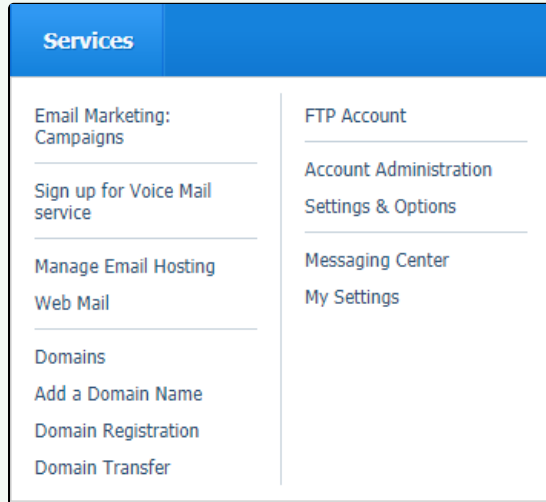 Services
Email Marketing:
Campaigns
Sign up for Voice Mail
service
Manage Email Hosting
Web Mail
Domains
Add a Domain Name
Domain Registration
Domain Transfer
FTP Account
Account Administration
Settings & Options
Messaging Center
My Settings